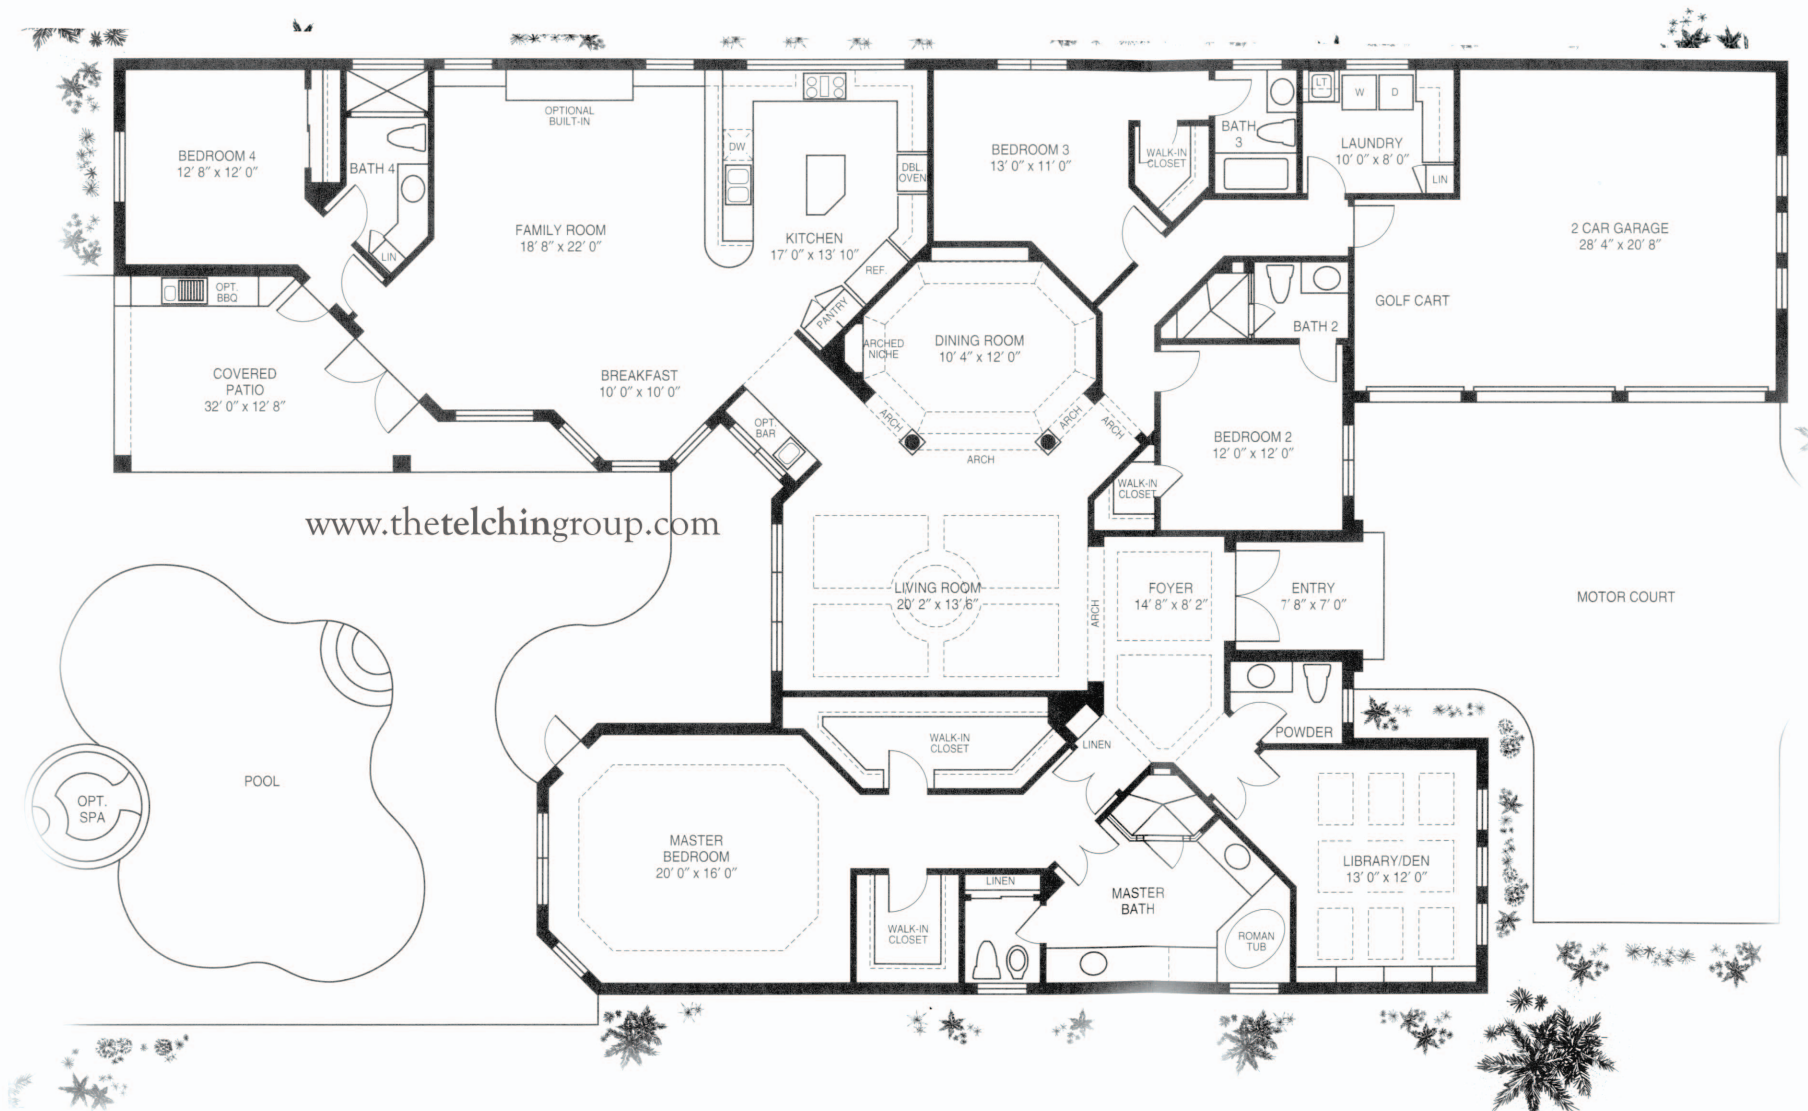 OPTIONAL
BUILT-IN
BEDROOM 4
12' 8" x 12' 0"
BATH 4
LIN
FAMILY ROOM
18' 8" x 22' 0"
DW
DBL.
OVEN
KITCHEN
17' 0" x 13' 10"
REF.
PANTRY
BEDROOM 3
13' 0" x 11' 0"
WALK-IN
CLOSET
BATH
3
LT
W
D
LAUNDRY
10' 0" x 8' 0"
LIN
2 CAR GARAGE
28' 4" x 20' 8"
GOLF CART
OPT.
BBQ
COVERED
PATIO
32' 0" x 12' 8"
BREAKFAST
10' 0" x 10' 0"
OPT.
BAR
ARCHED
NICHE
DINING ROOM
10' 4" x 12' 0"
ARCH
ARCH
ARCH
ARCH
BATH 2
BEDROOM 2
12' 0" x 12' 0"
WALK-IN
CLOSET
www.thetelchingroup.com
LIVING ROOM
20' 2" x 13' 6"
ARCH
FOYER
14' 8" x 8' 2"
ENTRY
7' 8" x 7' 0"
MOTOR COURT
POWDER
WALK-IN
CLOSET
LINEN
POOL
OPT.
SPA
MASTER
BEDROOM
20' 0" x 16' 0"
WALK-IN
CLOSET
LINEN
MASTER
BATH
ROMAN
TUB
LIBRARY/DEN
13' 0" x 12' 0"